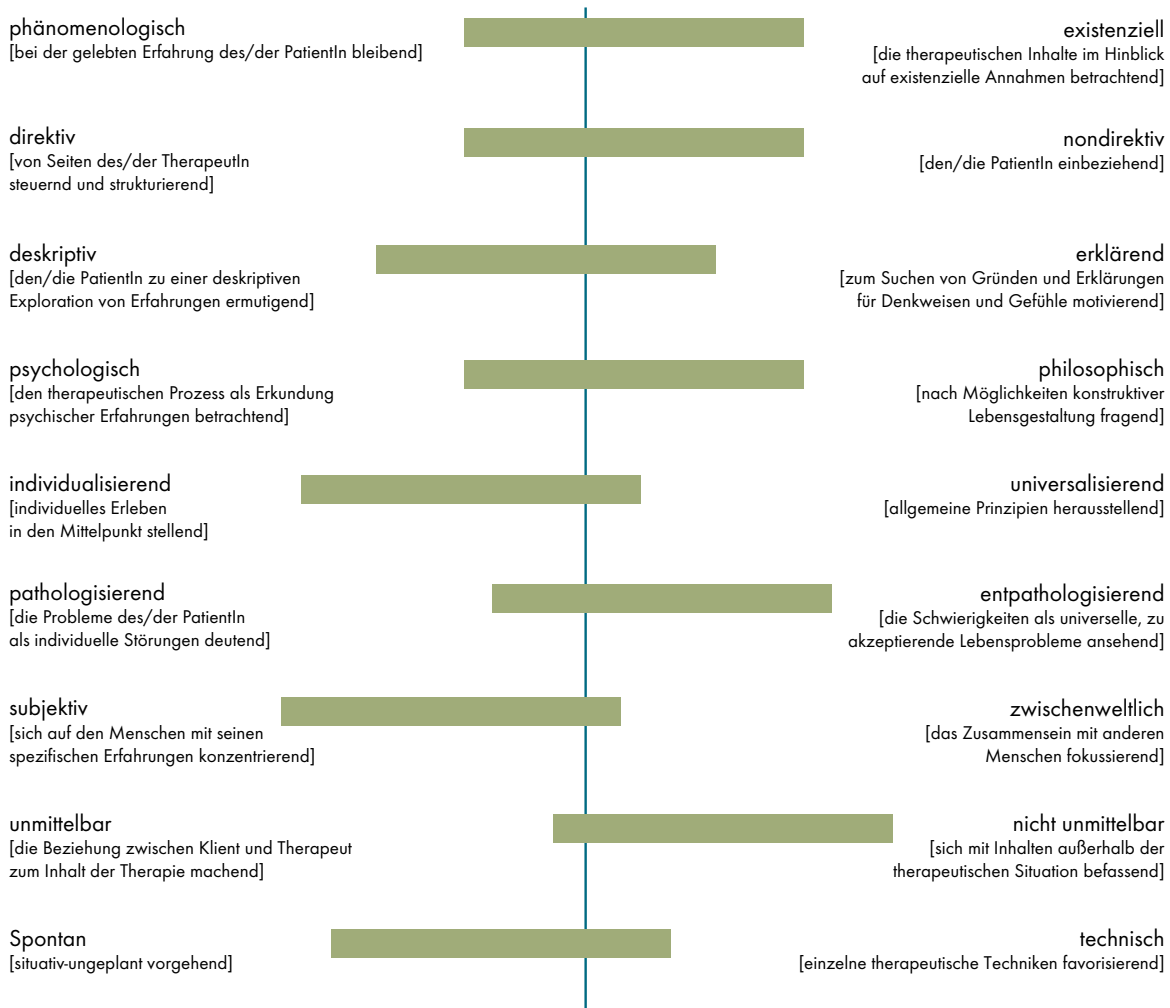 phänomenologisch
[bei der gelebten Erfahrung des/der PatientIn bleibend]
existenziell
[die therapeutischen Inhalte im Hinblick
auf existenzielle Annahmen betrachtend]
direktiv
[von Seiten des/der TherapeutIn
steuernd und strukturierend]
nondirektiv
[den/die PatientIn einbeziehend]
deskriptiv
[den/die PatientIn zu einer deskriptiven
Exploration von Erfahrungen ermutigend]
erklärend
[zum Suchen von Gründen und Erklärungen
für Denkweisen und Gefühle motivierend]
psychologisch
[den therapeutischen Prozess als Erkundung
psychischer Erfahrungen betrachtend]
philosophisch
[nach Möglichkeiten konstruktiver
Lebensgestaltung fragend]
individualisierend
[individuelles Erleben
in den Mittelpunkt stellend]
universalisierend
[allgemeine Prinzipien herausstellend]
pathologisierend
[die Probleme des/der PatientIn
als individuelle Störungen deutend]
entpathologisierend
[die Schwierigkeiten als universelle, zu
akzeptierende Lebensprobleme ansehend]
subjektiv
[sich auf den Menschen mit seinen
spezifischen Erfahrungen konzentrierend]
zwischenweltlich
[das Zusammensein mit anderen
Menschen fokussierend]
unmittelbar
[die Beziehung zwischen Klient und Therapeut
zum Inhalt der Therapie machend]
nicht unmittelbar
[sich mit Inhalten außerhalb der
therapeutischen Situation befassend]
Spontan
[situativ-ungeplant vorgehend]
technisch
[einzelne therapeutische Techniken favorisierend]